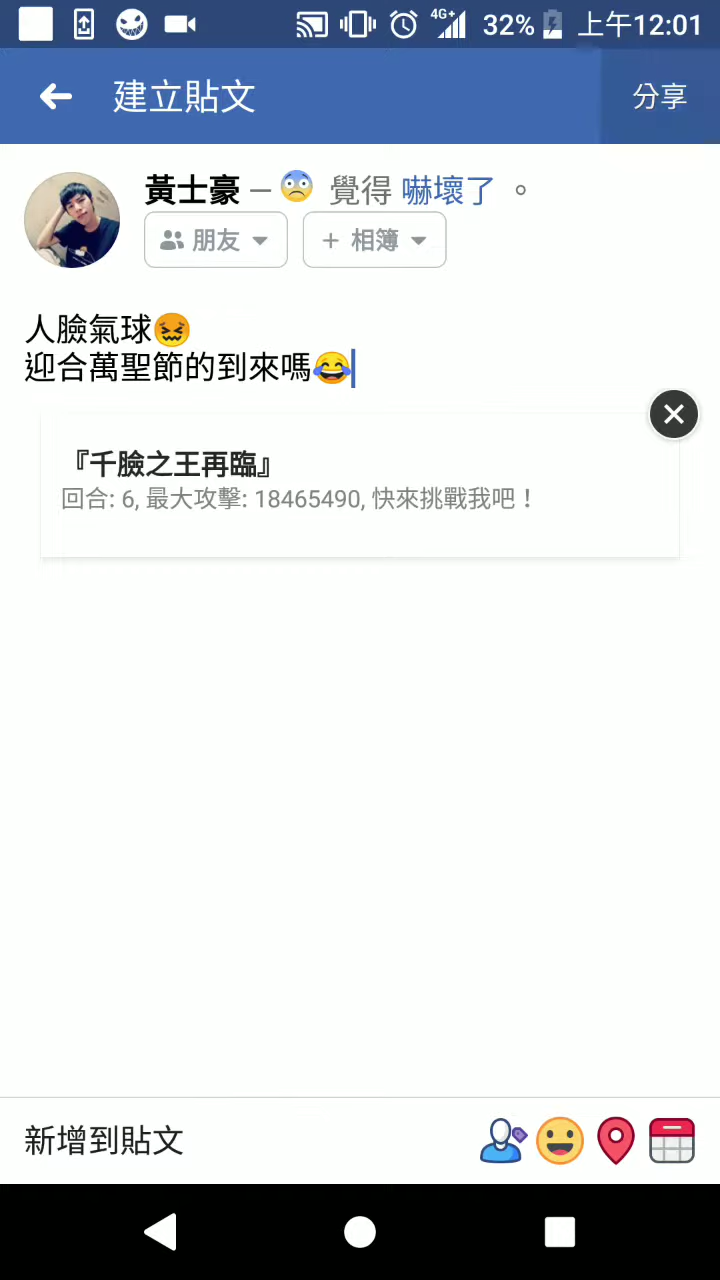 4G+ 32% 上午12:01
建立貼文 分享
黃士豪 — 😨 覺得 嚇壞了 。
朋友 + 相簿
人臉氣球😖
迎合萬聖節的到來嗎😂
『千臉之王再臨』
回合: 6, 最大攻擊: 18465490, 快來挑戰我吧！
新增到貼文